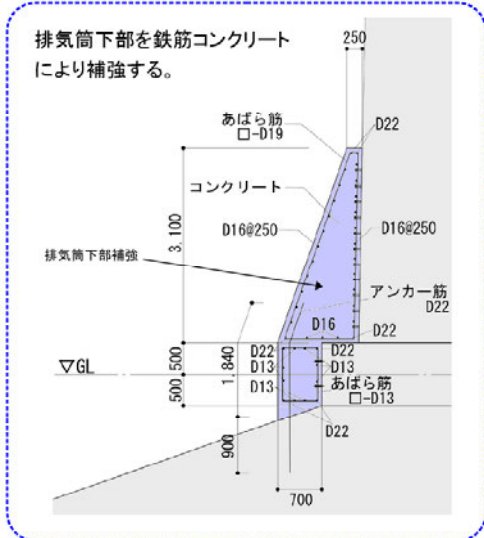 排気筒下部を鉄筋コンクリート
により補強する。
250
あばら筋
□-D19
D22
コンクリート
3,100
D16@250
D16@250
排気筒下部補強
アンカー筋
D22
D16
D22
▽GL
500
500
1,840
900
D22
D13
D13
D22
D13
あばら筋
□-D13
D22
700